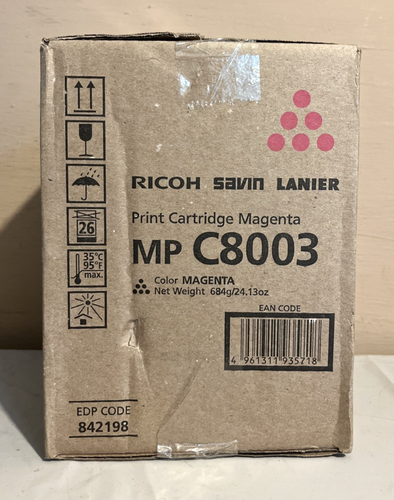 RICOH Savin LANIER
Print Cartridge Magenta
MP C8003
Color MAGENTA
Net Weight 684g/24.13oz
26
35°C
95°F
max.
EAN CODE
4 961311 935718
EDP CODE
842198